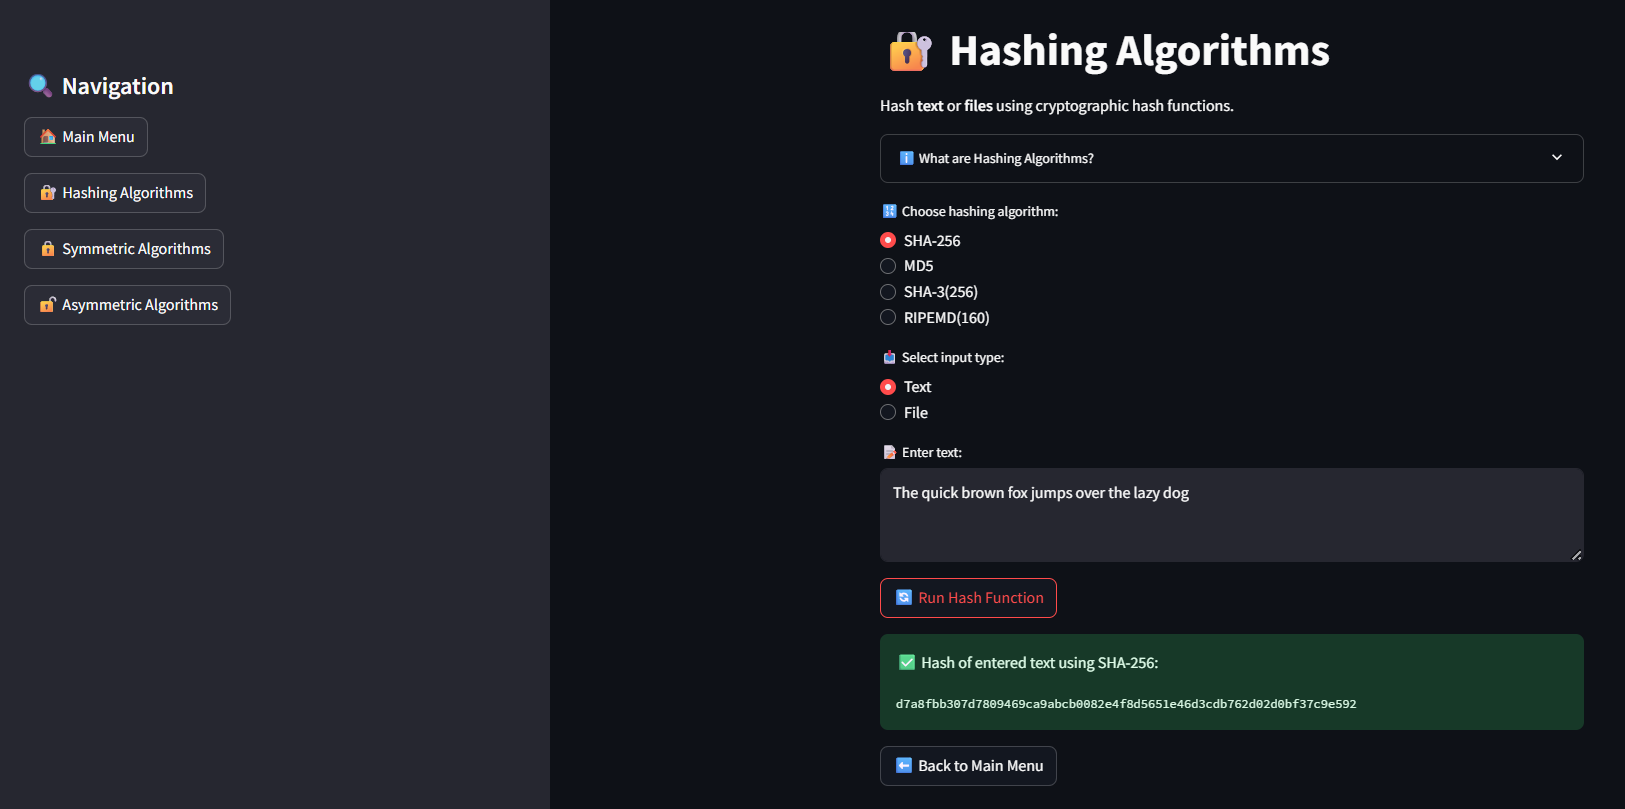 Navigation
Main Menu
Hashing Algorithms
Symmetric Algorithms
Asymmetric Algorithms
Hashing Algorithms
Hash text or files using cryptographic hash functions.
What are Hashing Algorithms?
Choose hashing algorithm:
SHA-256
MD5
SHA-3(256)
RIPEMD(160)
Select input type:
Text
File
Enter text:
The quick brown fox jumps over the lazy dog
Run Hash Function
Hash of entered text using SHA-256:
d7a8fbb307d7809469ca9abcb0082e4f8d5651e46d3cdb762d02d0bf37c9e592
Back to Main Menu